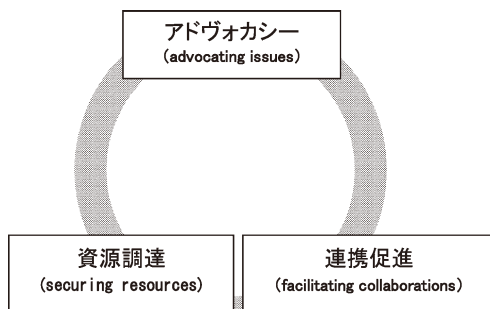 アドヴォカシー
(advocating issues)
資源調達
(securing resources)
連携促進
(facilitating collaborations)